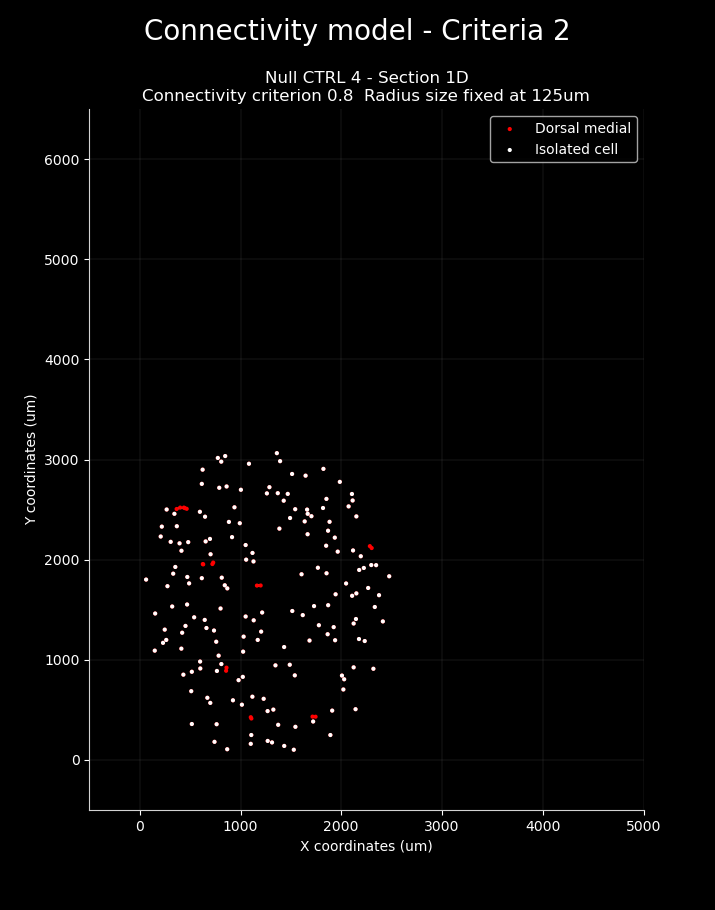 Connectivity model - Criteria 2
Null CTRL 4 - Section 1D
Connectivity criterion 0.8  Radius size fixed at 125um
Dorsal medial
Isolated cell
6000
5000
4000
3000
2000
1000
0
Y coordinates (um)
0 1000 2000 3000 4000 5000
X coordinates (um)